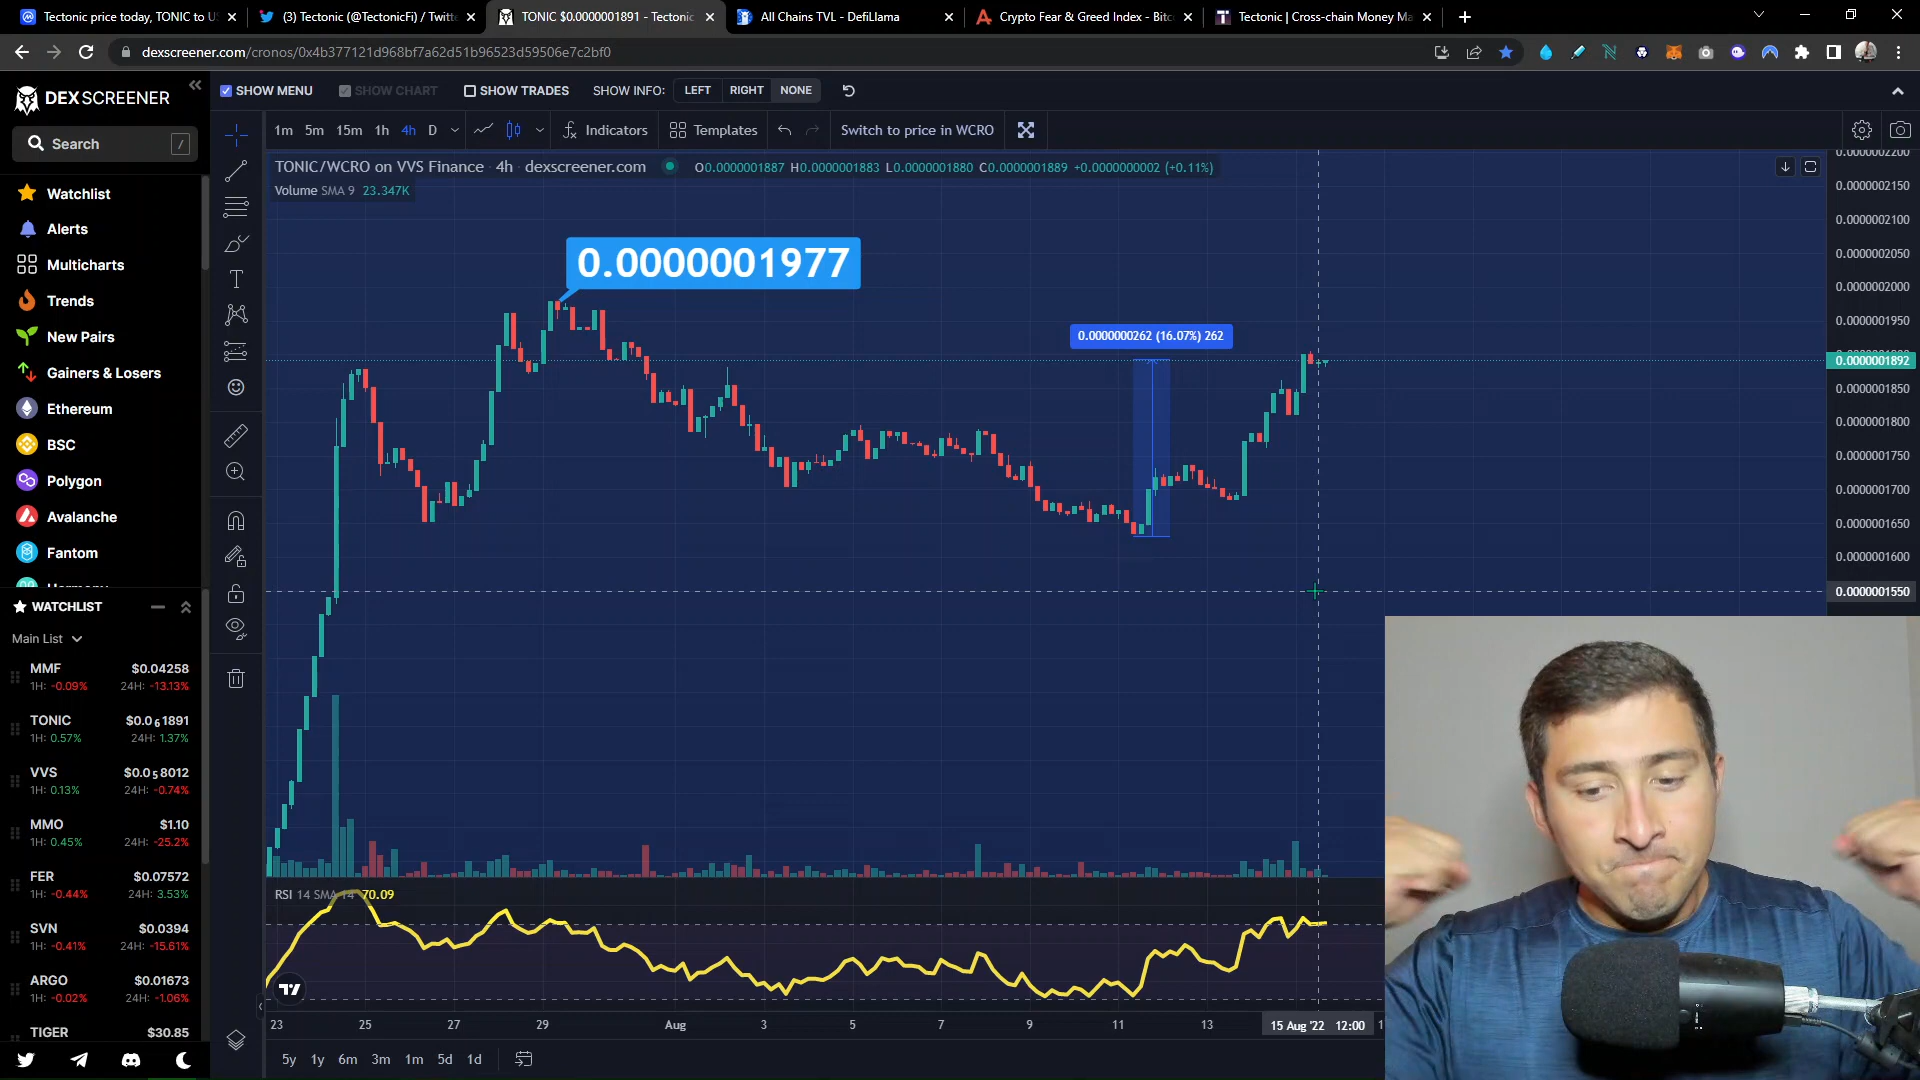 Tectonic price today, TONIC to US
(3) Tectonic (@TectonicFi) / Twitte
TONIC $0.0000001891 - Tectonic
All Chains TVL - DefiLlama
Crypto Fear & Greed Index - Bitc
Tectonic | Cross-chain Money Ma
dexscreener.com/cronos/0x4b377121d968bf7a62d51b96523d59506e7c2bf0
DEXSCREENER
SHOW MENU
SHOW CHART
SHOW TRADES
SHOW INFO:
LEFT
RIGHT
NONE
Search
/
1m 5m 15m 1h 4h D
Indicators
Templates
Switch to price in WCRO
TONIC/WCRO on VVS Finance · 4h · dexscreener.com
O0.0000001887 H0.0000001883 L0.0000001880 C0.0000001889 +0.0000000002 (+0.11%)
Volume SMA 9 23.347K
0.0000001977
0.0000000262 (16.07%) 262
0.0000002200
0.0000002150
0.0000002100
0.0000002050
0.0000002000
0.0000001950
0.0000001892
0.0000001850
0.0000001800
0.0000001750
0.0000001700
0.0000001650
0.0000001600
0.0000001550
Watchlist
Alerts
Multicharts
Trends
New Pairs
Gainers & Losers
Ethereum
BSC
Polygon
Avalanche
Fantom
WATCHLIST
Main List
MMF $0.04258
1H: -0.09% 24H: -13.13%
TONIC $0.0₆1891
1H: 0.57% 24H: 1.37%
VVS $0.0₅8012
1H: 0.13% 24H: -0.74%
MMO $1.10
1H: 0.45% 24H: -25.2%
FER $0.07572
1H: -0.44% 24H: 3.53%
SVN $0.0394
1H: -0.41% 24H: -15.61%
ARGO $0.01673
1H: -0.02% 24H: -1.06%
TIGER $30.85
RSI 14 SMA 14 70.09
23 25 27 29 Aug 3 5 7 9 11 13 15 Aug '22 12:00
5y 1y 6m 3m 1m 5d 1d